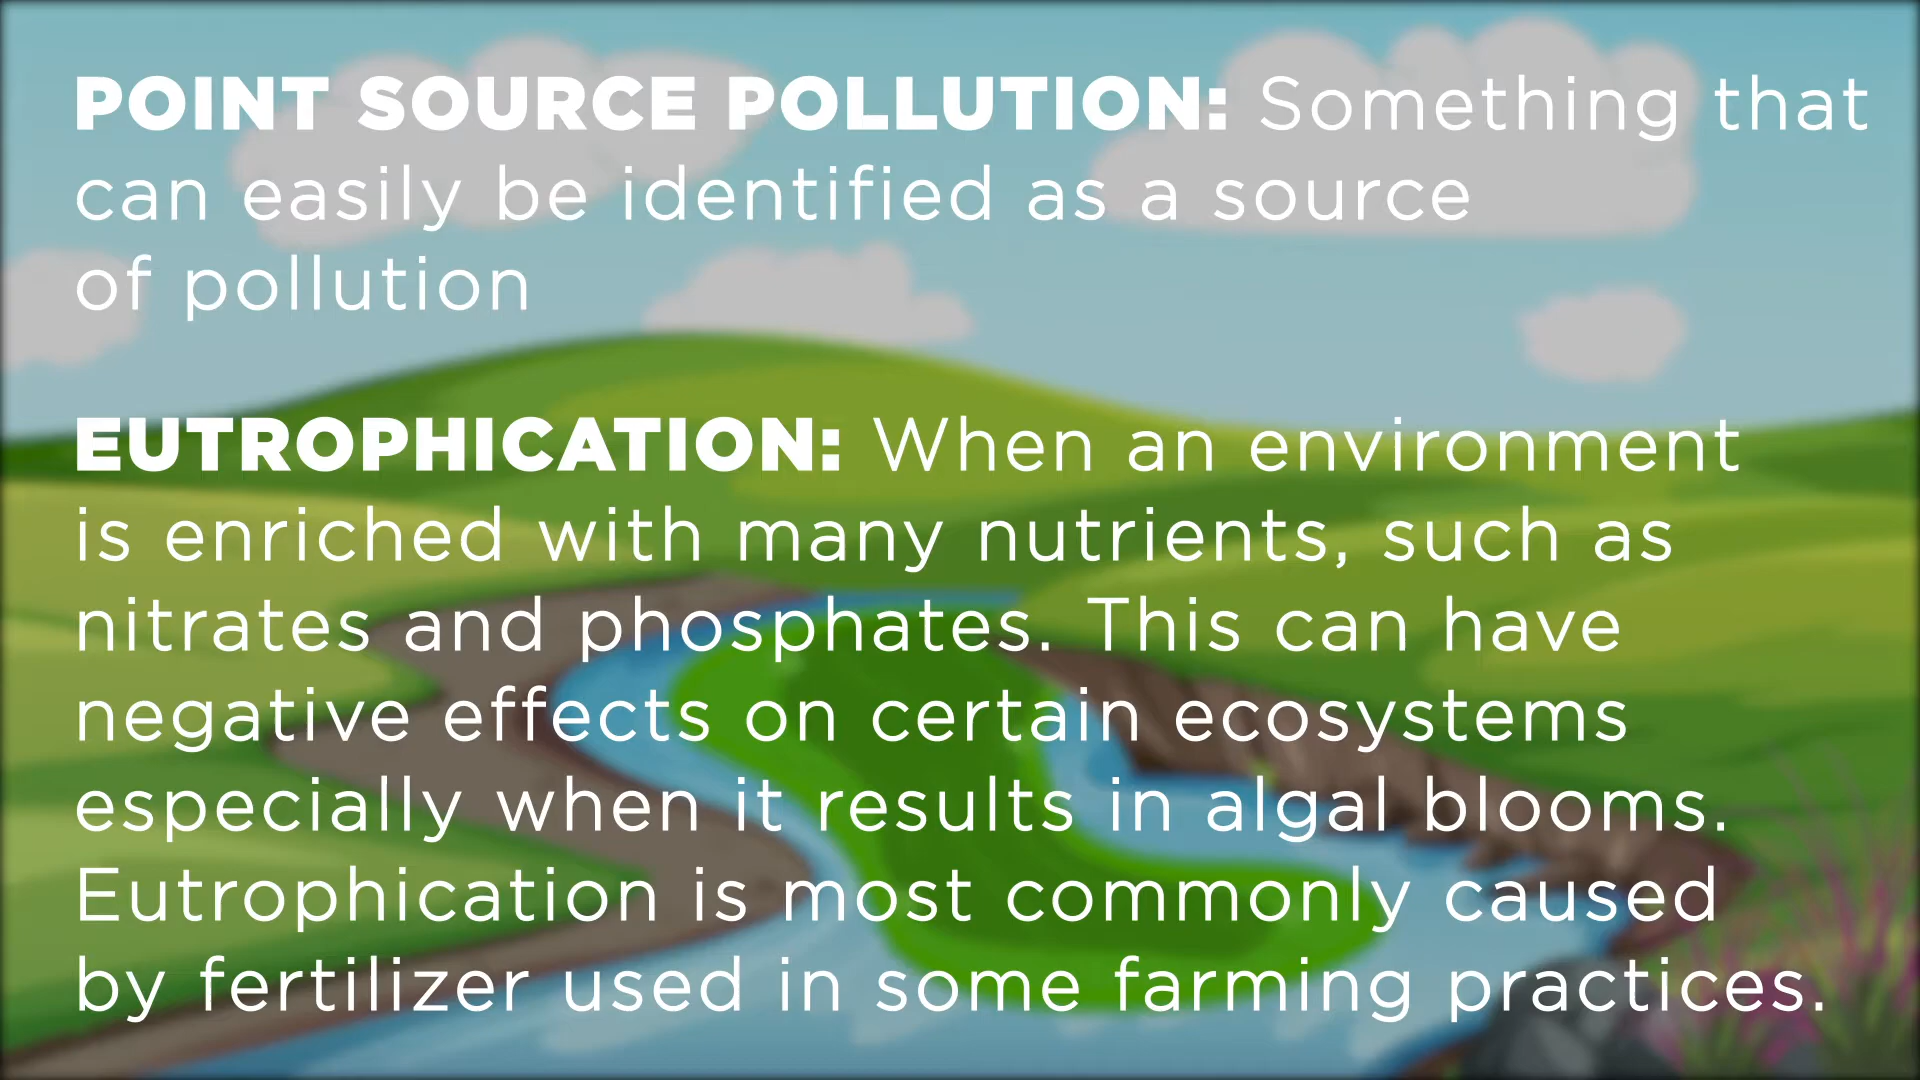 POINT SOURCE POLLUTION: Something that
can easily be identified as a source
of pollution
EUTROPHICATION: When an environment
is enriched with many nutrients, such as
nitrates and phosphates. This can have
negative effects on certain ecosystems
especially when it results in algal blooms.
Eutrophication is most commonly caused
by fertilizer used in some farming practices.